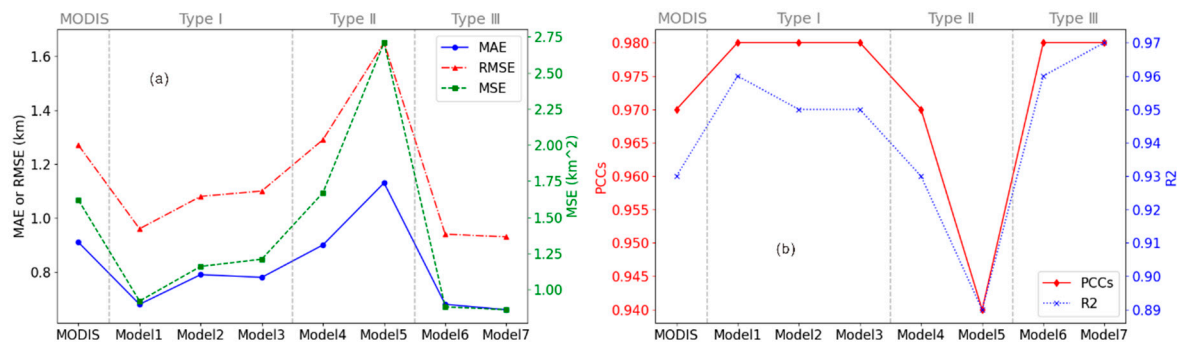 MODIS Type Ⅰ Type Ⅱ Type Ⅲ
(a)
MAE
RMSE
MSE
MAE or RMSE (km)
1.6
1.4
1.2
1.0
0.8
MSE (km^2)
2.75
2.50
2.25
2.00
1.75
1.50
1.25
1.00
MODIS Model1 Model2 Model3 Model4 Model5 Model6 Model7
MODIS Type Ⅰ Type Ⅱ Type Ⅲ
(b)
PCCs
R2
PCCs
0.980
0.975
0.970
0.965
0.960
0.955
0.950
0.945
0.940
R2
0.97
0.96
0.95
0.94
0.93
0.92
0.91
0.90
0.89
MODIS Model1 Model2 Model3 Model4 Model5 Model6 Model7